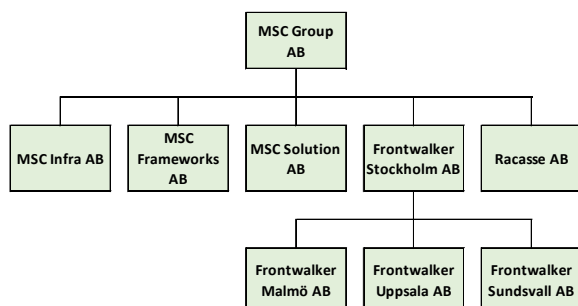 MSC Group
AB
MSC Infra AB
MSC
Frameworks
AB
MSC Solution
AB
Frontwalker
Stockholm AB
Racasse AB
Frontwalker
Malmö AB
Frontwalker
Uppsala AB
Frontwalker
Sundsvall AB